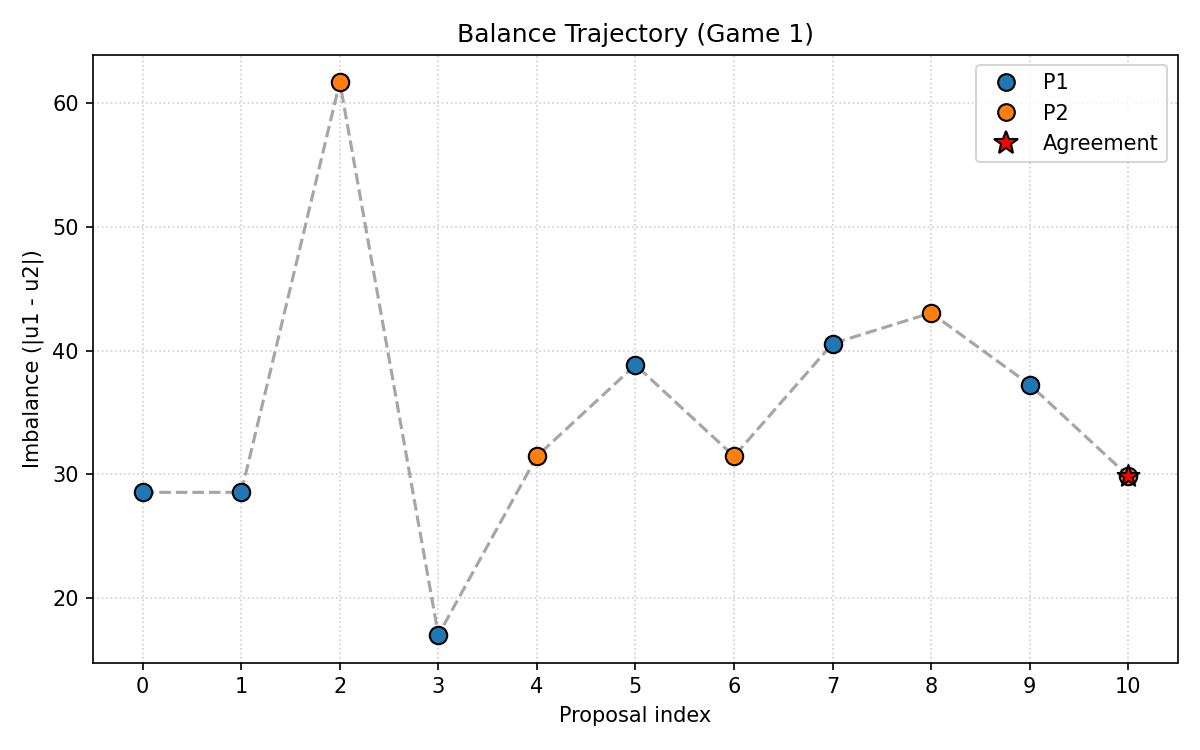 Balance Trajectory (Game 1)
P1
P2
Agreement
60
50
40
30
20
Imbalance (|u1 - u2|)
0 1 2 3 4 5 6 7 8 9 10
Proposal index